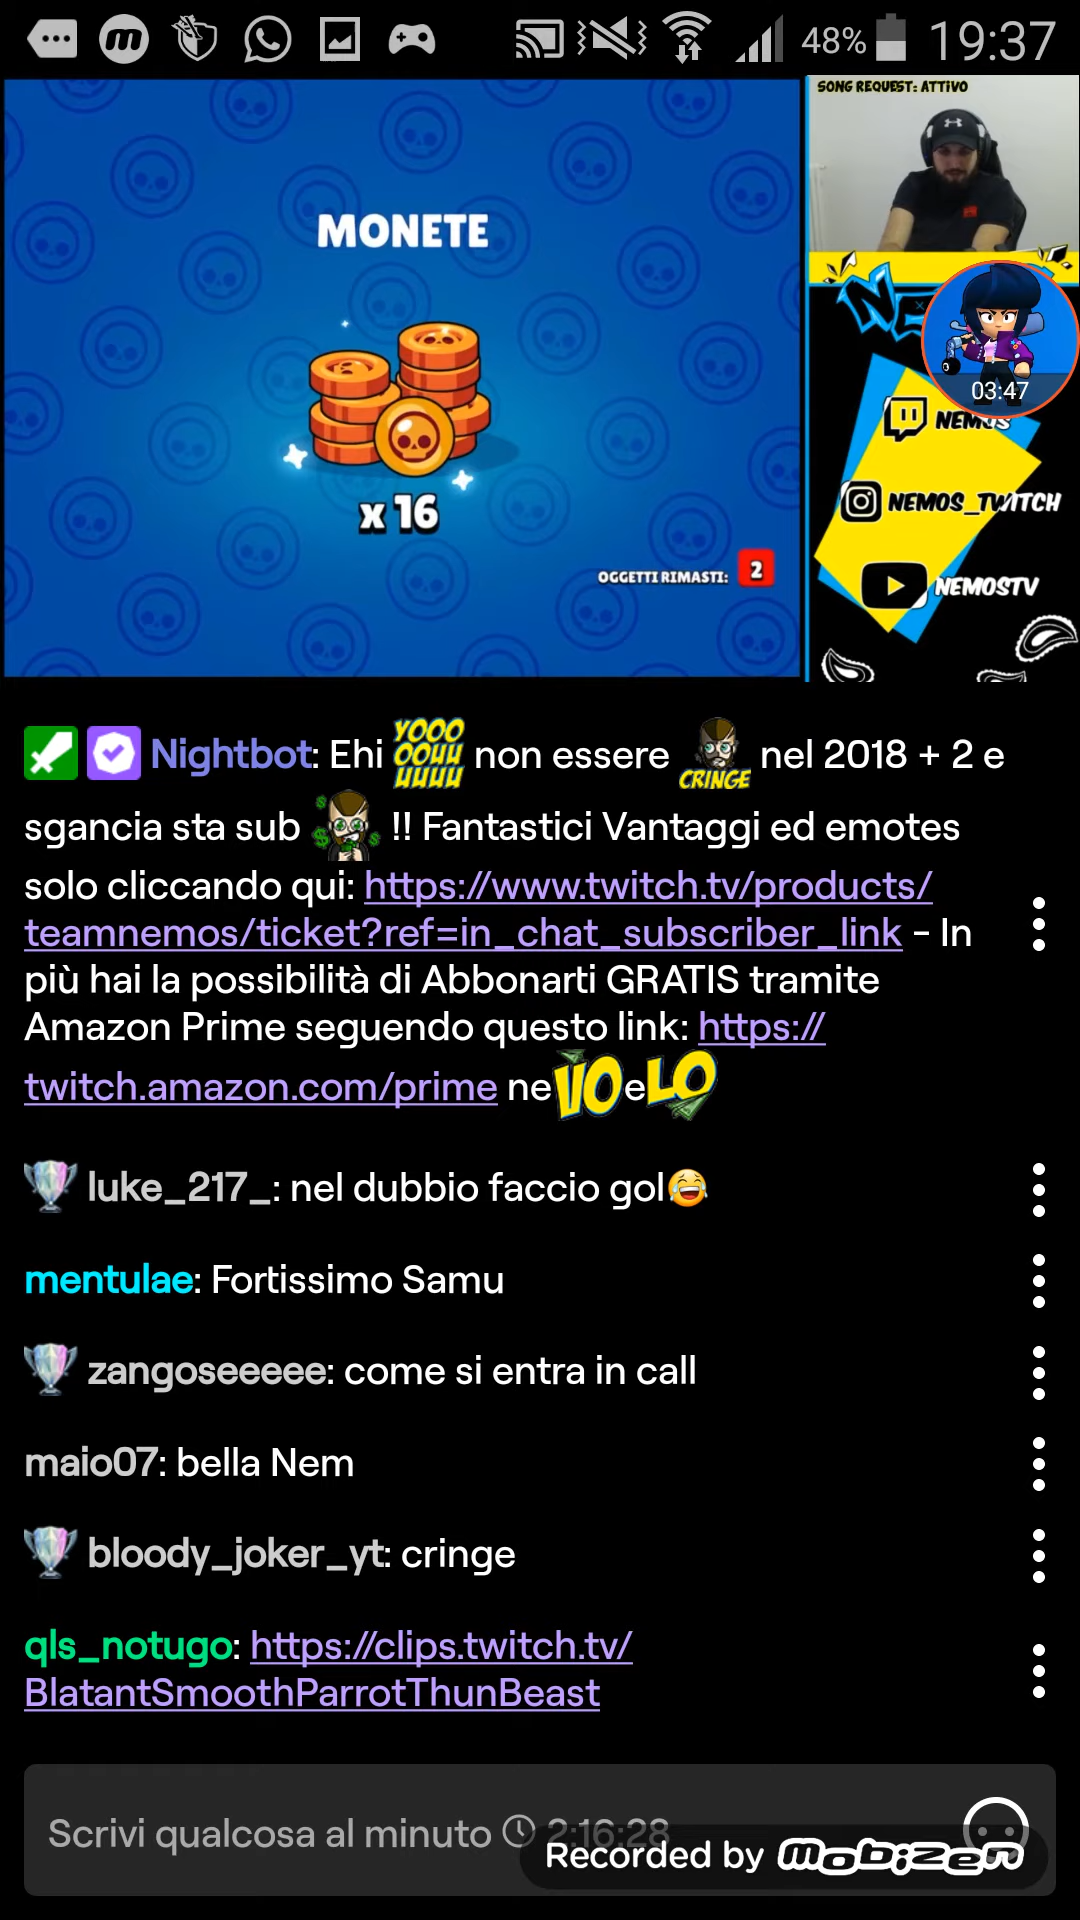 48% 19:37
SONG REQUEST: ATTIVO
MONETE
x 16
OGGETTI RIMASTI: 2
03:47
NEMOS
NEMOS_TWITCH
NEMOSTV
Nightbot: Ehi YOOO OOUU UUUU non essere CRINGE nel 2018 + 2 e
sgancia sta sub !! Fantastici Vantaggi ed emotes
solo cliccando qui: https://www.twitch.tv/products/
teamnemos/ticket?ref=in_chat_subscriber_link - In
più hai la possibilità di Abbonarti GRATIS tramite
Amazon Prime seguendo questo link: https://
twitch.amazon.com/prime ne VO e LO
luke_217_: nel dubbio faccio gol😂
mentulae: Fortissimo Samu
zangoseeeee: come si entra in call
maio07: bella Nem
bloody_joker_yt: cringe
qls_notugo: https://clips.twitch.tv/
BlatantSmoothParrotThunBeast
Scrivi qualcosa al minuto 2:16:28
Recorded by mobizen